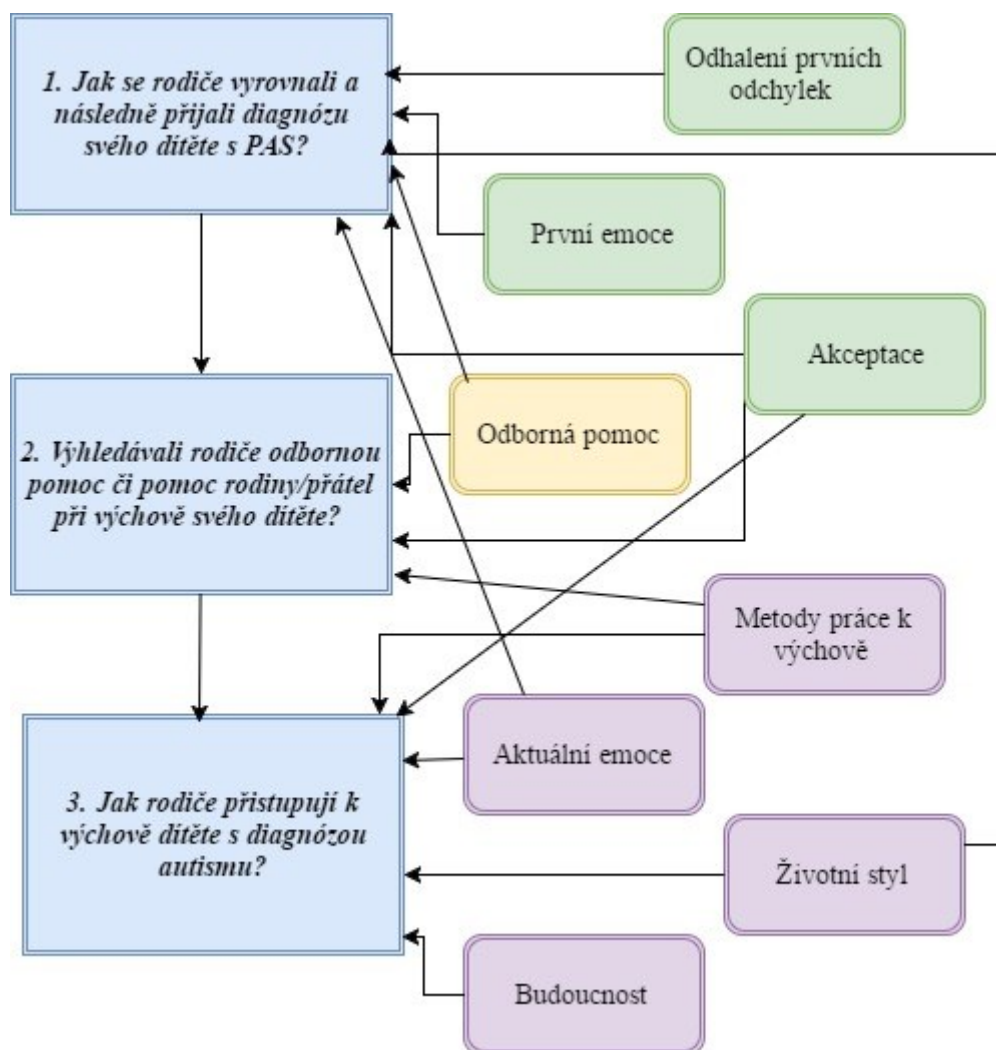 1. Jak se rodiče vyrovnali a
následně přijali diagnózu
svého dítěte s PAS?
Odhalení prvních
odchylek
První emoce
Akceptace
Odborná pomoc
2. Vyhledávali rodiče odbornou
pomoc či pomoc rodiny/přátel
při výchově svého dítěte?
Metody práce k
výchově
Aktuální emoce
3. Jak rodiče přistupují k
výchově dítěte s diagnózou
autismu?
Životní styl
Budoucnost